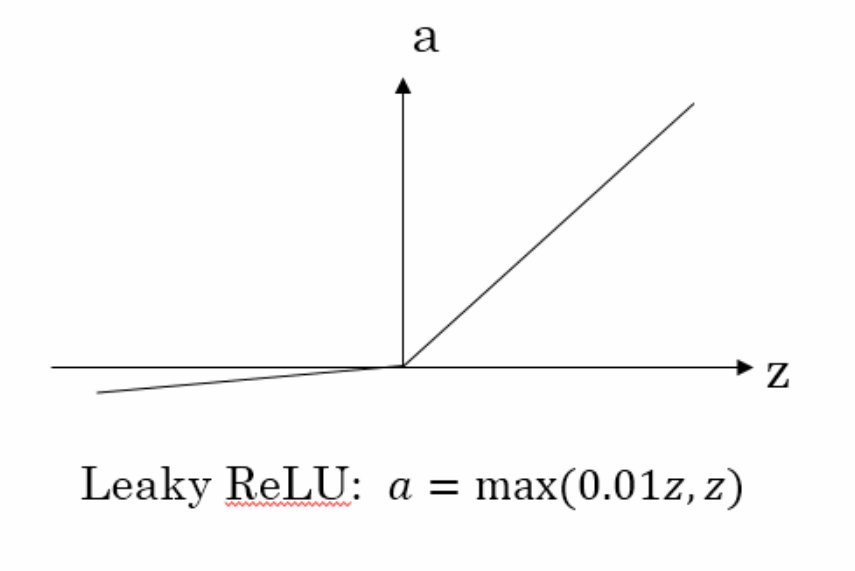 a
z
Leaky ReLU: a = max(0.01z, z)